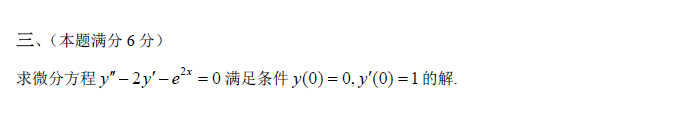 三、（本题满分 6 分）
求微分方程 y″ − 2y′ − e^{2x} = 0 满足条件 y(0) = 0, y′(0) = 1 的解.